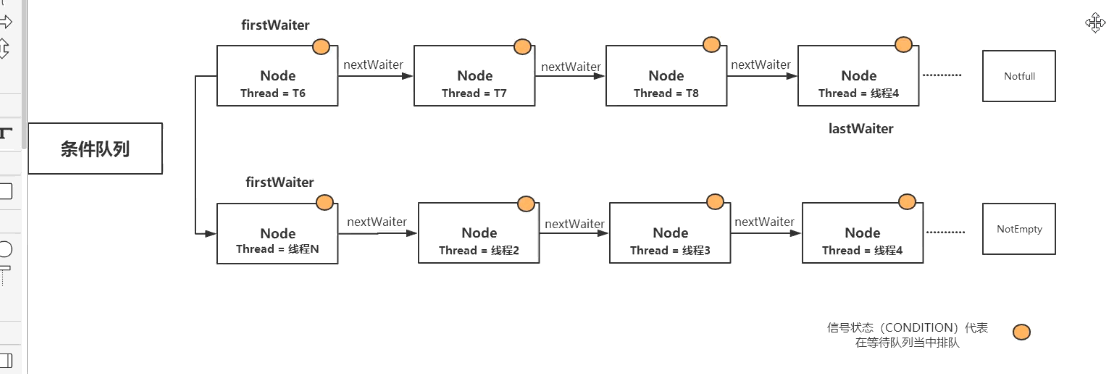 firstWaiter
Node
Thread = T6
nextWaiter
Node
Thread = T7
nextWaiter
Node
Thread = T8
nextWaiter
Node
Thread = 线程4
Notfull
lastWaiter
条件队列
firstWaiter
Node
Thread = 线程N
nextWaiter
Node
Thread = 线程2
nextWaiter
Node
Thread = 线程3
nextWaiter
Node
Thread = 线程4
NotEmpty
信号状态（CONDITION）代表
在等待队列当中排队